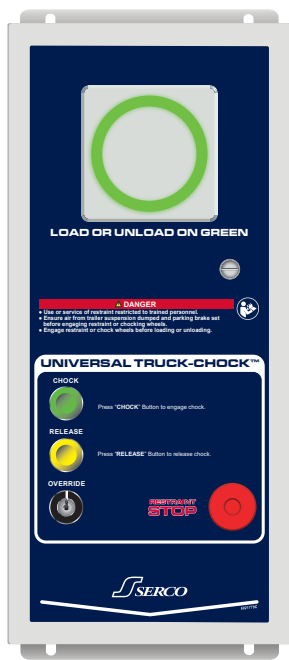 LOAD OR UNLOAD ON GREEN
DANGER
• Use or service of restraint restricted to trained personnel.
• Ensure air from trailer suspension dumped and parking brake set
before engaging restraint or chocking wheels.
• Engage restraint or chock wheels before loading or unloading.
UNIVERSAL TRUCK-CHOCK™
CHOCK
Press "CHOCK" Button to engage chock.
RELEASE
Press "RELEASE" Button to release chock.
OVERRIDE
RESTRAINT
STOP
SERCO